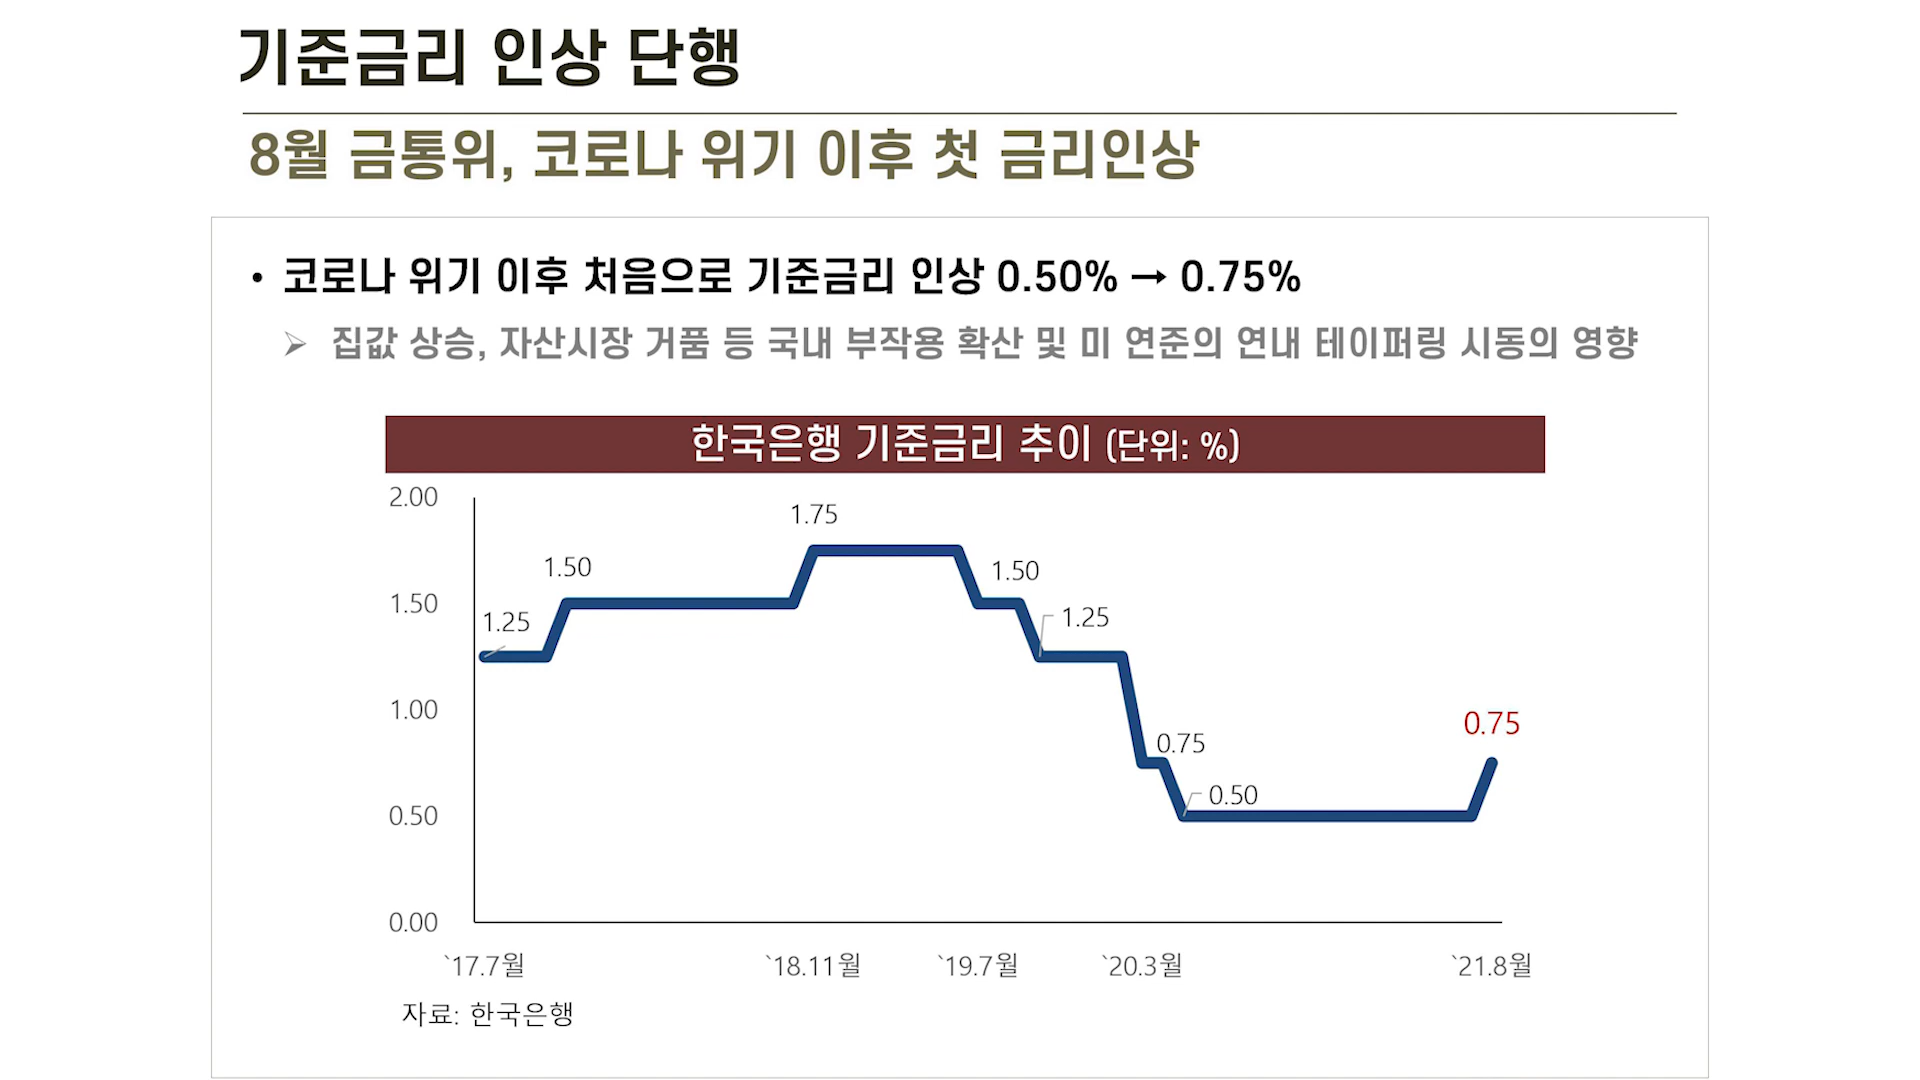 기준금리 인상 단행
8월 금통위, 코로나 위기 이후 첫 금리인상
• 코로나 위기 이후 처음으로 기준금리 인상 0.50% → 0.75%
➢ 집값 상승, 자산시장 거품 등 국내 부작용 확산 및 미 연준의 연내 테이퍼링 시동의 영향
한국은행 기준금리 추이 (단위: %)
2.00
1.75
1.50
1.50
1.50
1.25
1.25
1.00
0.75
0.75
0.50
0.50
0.00
`17.7월 `18.11월 `19.7월 `20.3월 `21.8월
자료: 한국은행